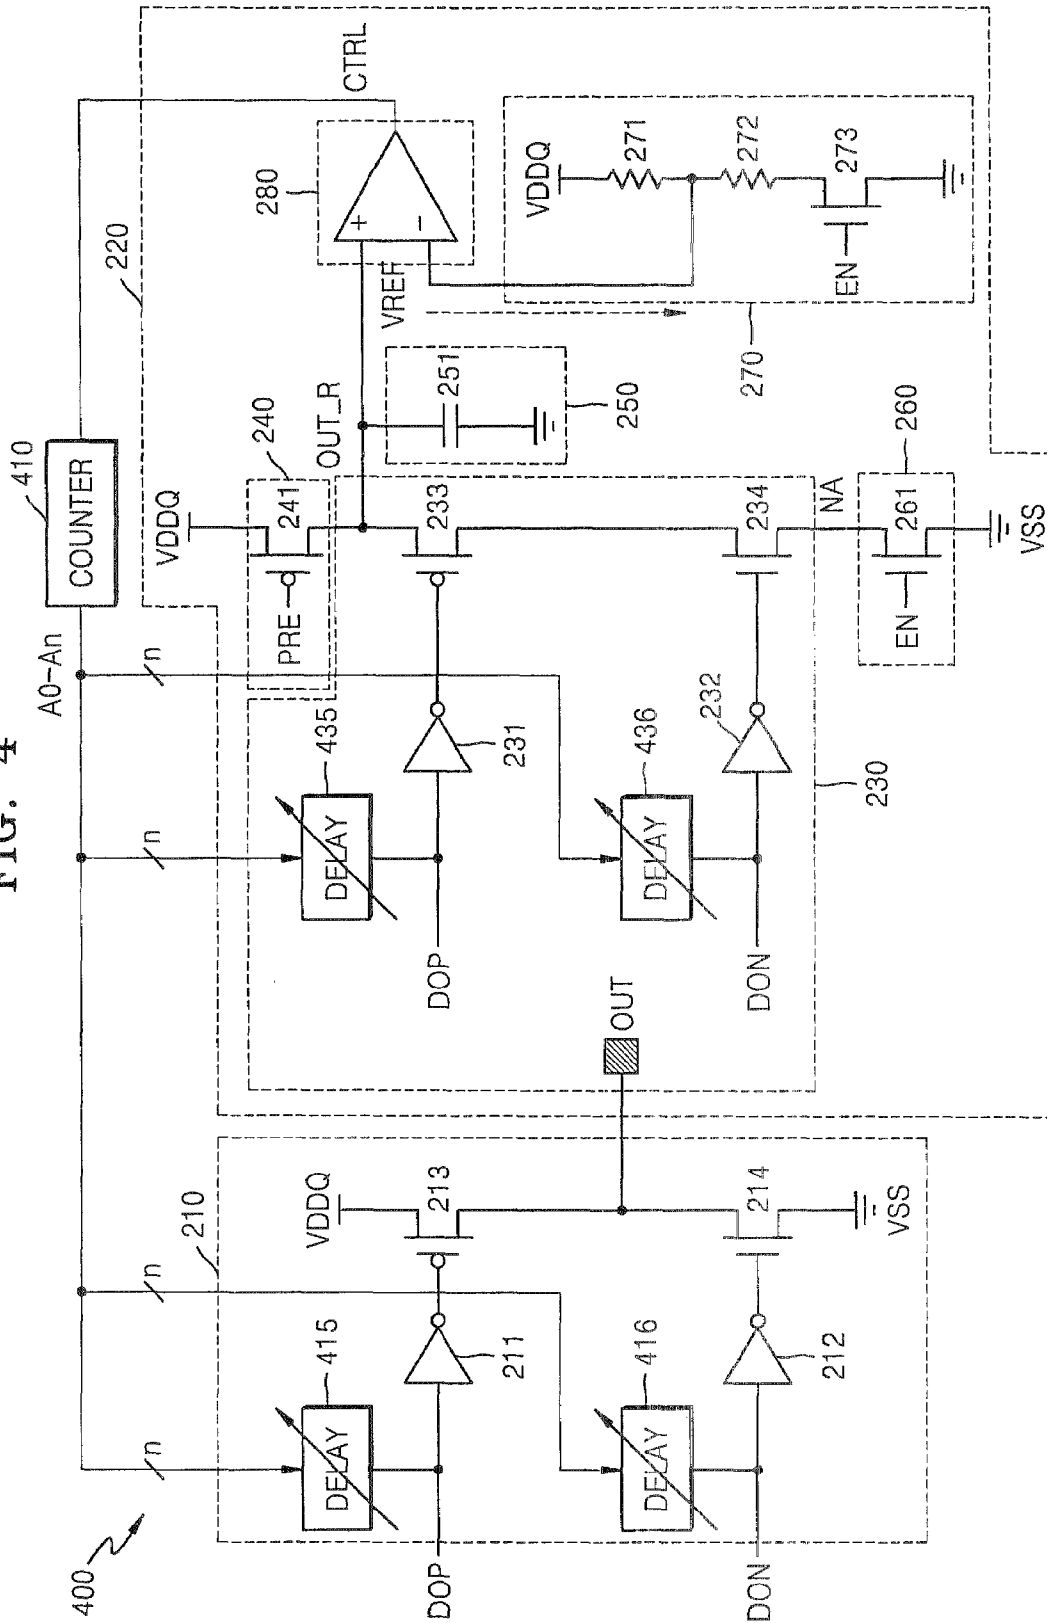 FIG. 4
400
410
COUNTER
A0-An
n
n
n
n
CTRL
220
210
415
DELAY
DOP
211
VDDQ
213
416
DELAY
DON
212
214
VSS
OUT
435
DELAY
DOP
231
233
436
DELAY
DON
232
234
230
VDDQ
240
PRE
241
OUT_R
251
250
NA
260
EN
261
VSS
280
+
-
VREF
VDDQ
271
272
273
EN
270